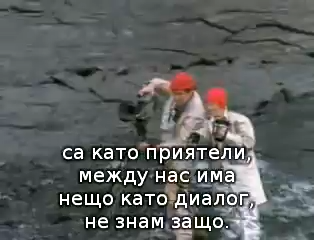 са като приятели,
между нас има
нещо като диалог,
не знам защо.